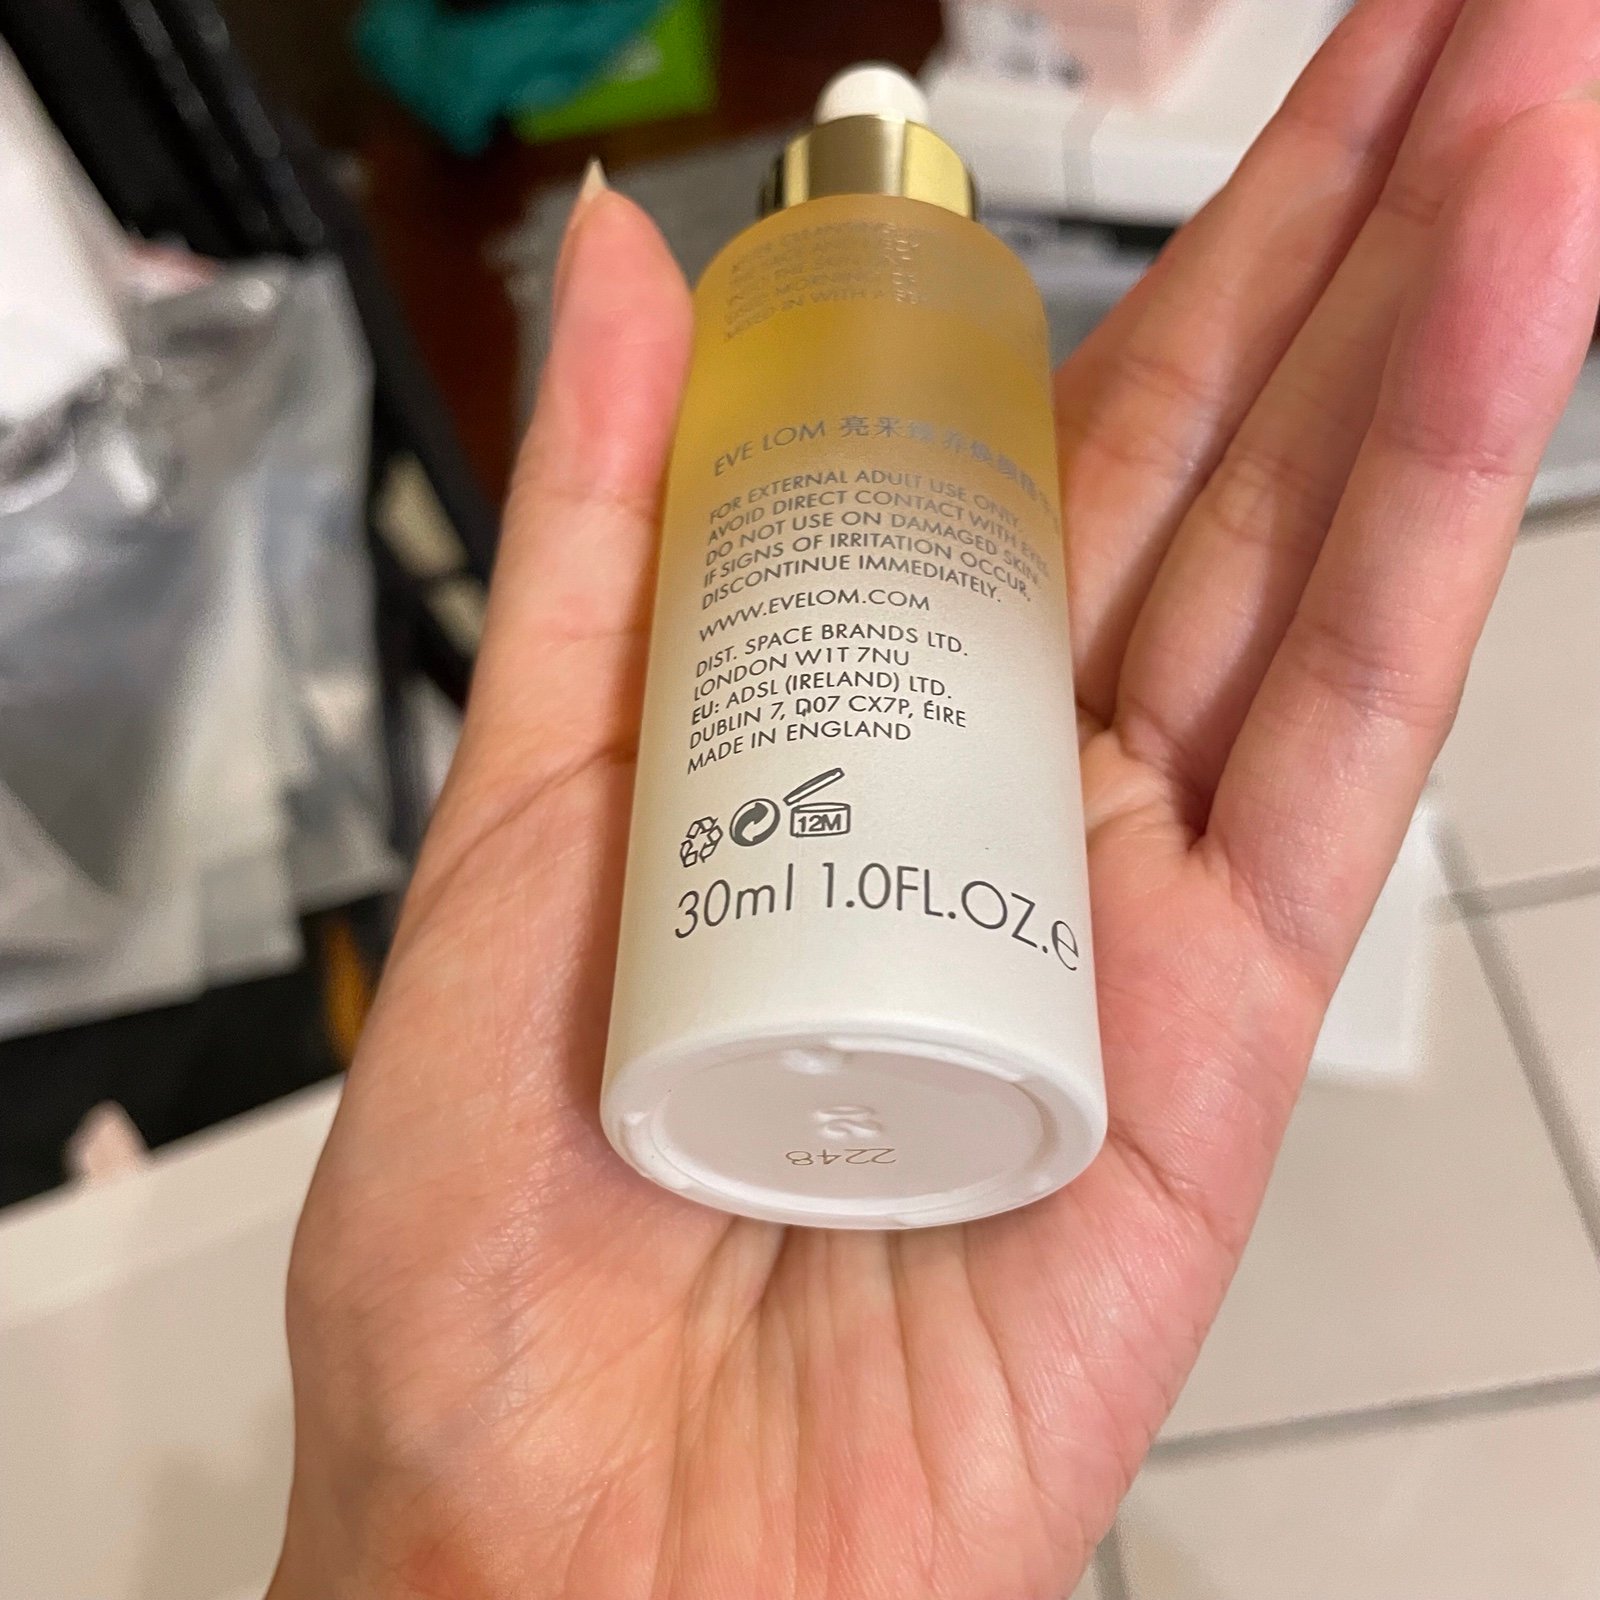 EVE LOM 亮采
FOR EXTERNAL ADULT USE ONLY.
AVOID DIRECT CONTACT WITH EYES.
DO NOT USE ON DAMAGED SKIN.
IF SIGNS OF IRRITATION OCCUR,
DISCONTINUE IMMEDIATELY.
WWW.EVELOM.COM
DIST. SPACE BRANDS LTD.
LONDON W1T 7NU
EU: ADSL (IRELAND) LTD.
DUBLIN 7, D07 CX7P, ÉIRE
MADE IN ENGLAND
12M
30ml 1.0FL.OZ.e
2248